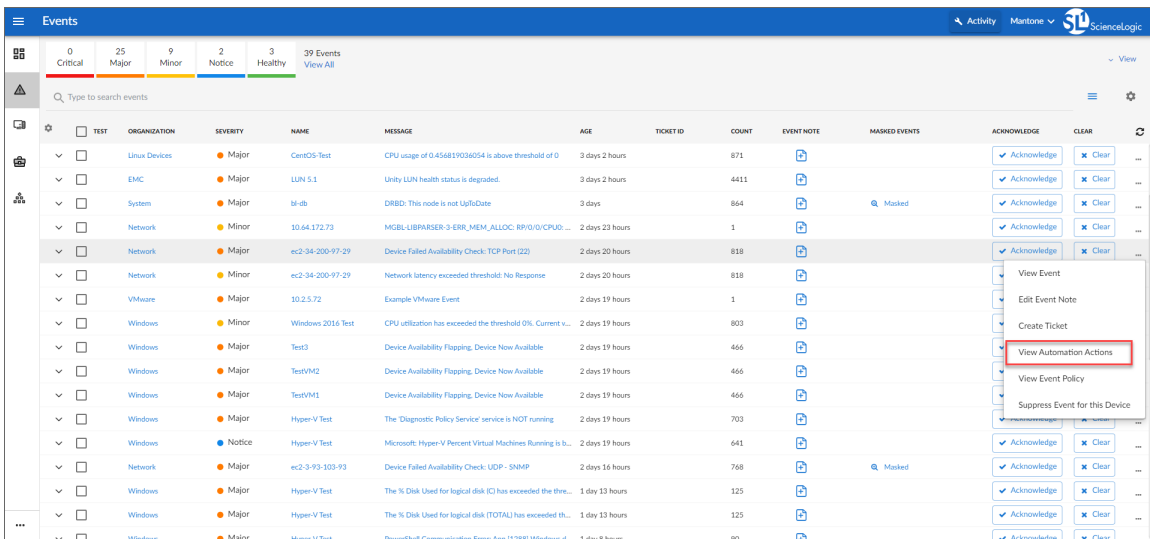 Events
Activity
Mantone
SL1 ScienceLogic
0 25 9 2 3 39 Events
Critical Major Minor Notice Healthy View All
View
Type to search events
TEST ORGANIZATION SEVERITY NAME MESSAGE AGE TICKET ID COUNT EVENT NOTE MASKED EVENTS ACKNOWLEDGE CLEAR
Linux Devices Major CentOS-Test CPU usage of 0.456819036054 is above threshold of 0 3 days 2 hours 871 Acknowledge Clear ...
EMC Major LUN 5.1 Unity LUN health status is degraded. 3 days 2 hours 4411 Acknowledge Clear ...
System Major bl-db DRBD: This node is not UpToDate 3 days 864 Masked Acknowledge Clear ...
Network Minor 10.64.172.73 MGBL-LIBPARSER-3-ERR_MEM_ALLOC: RP/0/0/CPU0: ... 2 days 23 hours 1 Acknowledge Clear ...
Network Major ec2-34-200-97-29 Device Failed Availability Check: TCP Port (22) 2 days 20 hours 818 Acknowledge Clear ...
Network Minor ec2-34-200-97-29 Network latency exceeded threshold: No Response 2 days 20 hours 818
View Event
VMware Major 10.2.5.72 Example VMware Event 2 days 19 hours 1
Edit Event Note
Windows Minor Windows 2016 Test CPU utilization has exceeded the threshold 0%. Current v... 2 days 19 hours 803
Create Ticket
Windows Major Test3 Device Availability Flapping, Device Now Available 2 days 19 hours 466
View Automation Actions
Windows Major TestVM2 Device Availability Flapping, Device Now Available 2 days 19 hours 466
View Event Policy
Windows Major TestVM1 Device Availability Flapping, Device Now Available 2 days 19 hours 466
Suppress Event for this Device
Windows Major Hyper-V Test The 'Diagnostic Policy Service' service is NOT running 2 days 19 hours 703 Acknowledge Clear ...
Windows Notice Hyper-V Test Microsoft: Hyper-V Percent Virtual Machines Running is b... 2 days 19 hours 641 Acknowledge Clear ...
Network Major ec2-3-93-103-93 Device Failed Availability Check: UDP - SNMP 2 days 16 hours 768 Masked Acknowledge Clear ...
Windows Major Hyper-V Test The % Disk Used for logical disk (C) has exceeded the thre... 1 day 13 hours 125 Acknowledge Clear ...
Windows Major Hyper-V Test The % Disk Used for logical disk (TOTAL) has exceeded th... 1 day 13 hours 125 Acknowledge Clear ...
Windows Major Hyper-V Test